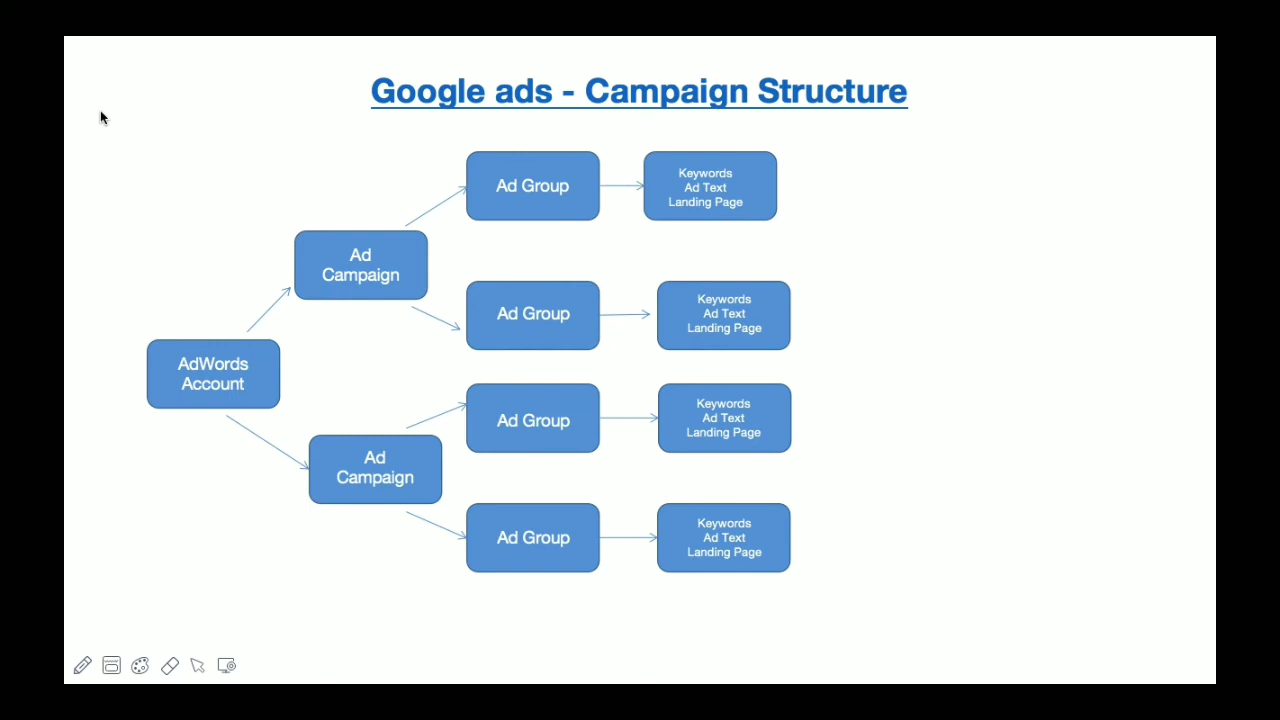 Google ads - Campaign Structure
Ad Group
Keywords
Ad Text
Landing Page
Ad
Campaign
Ad Group
Keywords
Ad Text
Landing Page
AdWords
Account
Ad Group
Keywords
Ad Text
Landing Page
Ad
Campaign
Ad Group
Keywords
Ad Text
Landing Page